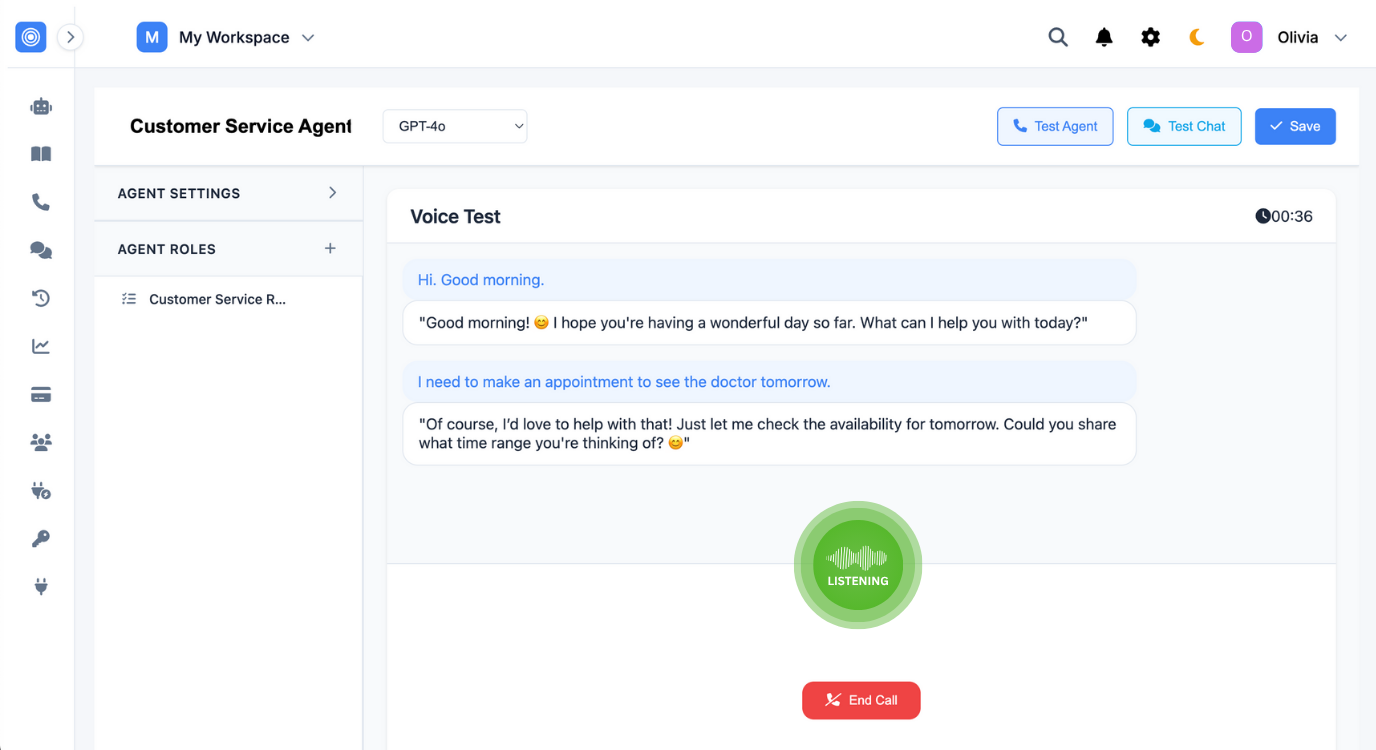 M My Workspace
O Olivia
Customer Service Agent
GPT-4o
Test Agent
Test Chat
Save
AGENT SETTINGS
AGENT ROLES
Customer Service R...
Voice Test
00:36
Hi. Good morning.
"Good morning! 😊 I hope you're having a wonderful day so far. What can I help you with today?"
I need to make an appointment to see the doctor tomorrow.
"Of course, I’d love to help with that! Just let me check the availability for tomorrow. Could you share
what time range you're thinking of? 😊"
LISTENING
End Call